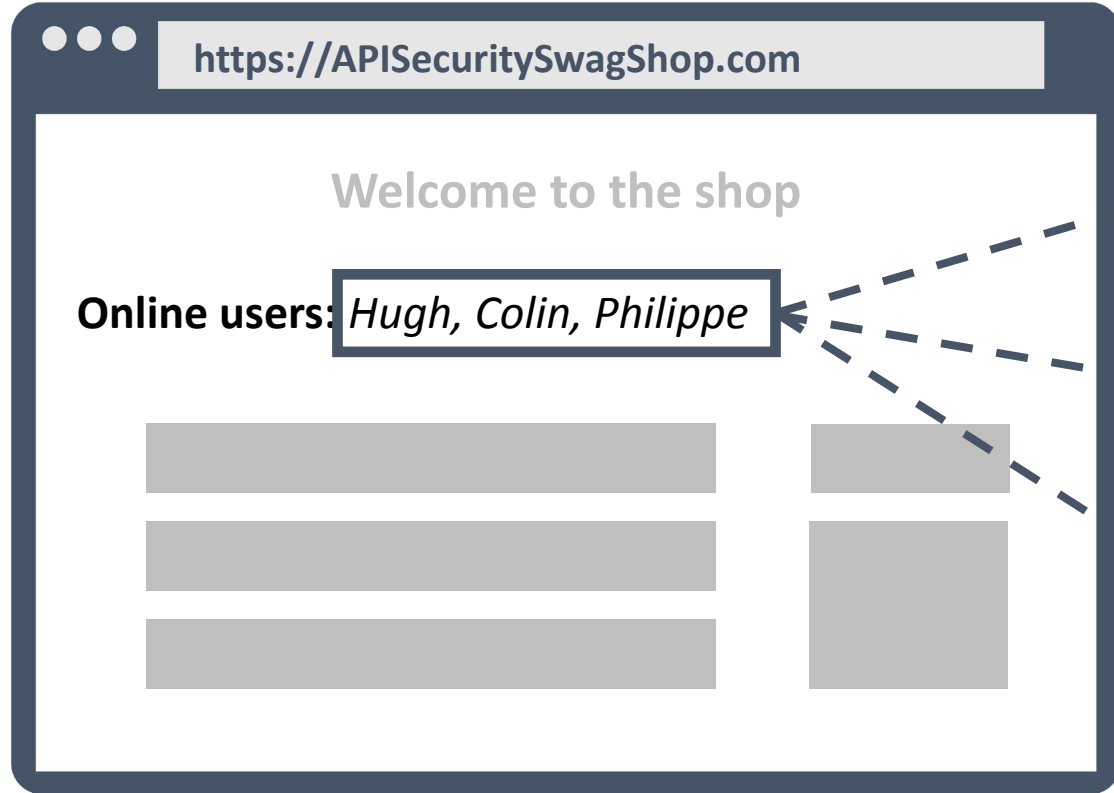 https://APISecuritySwagShop.com
Welcome to the shop
Online users: Hugh, Colin, Philippe